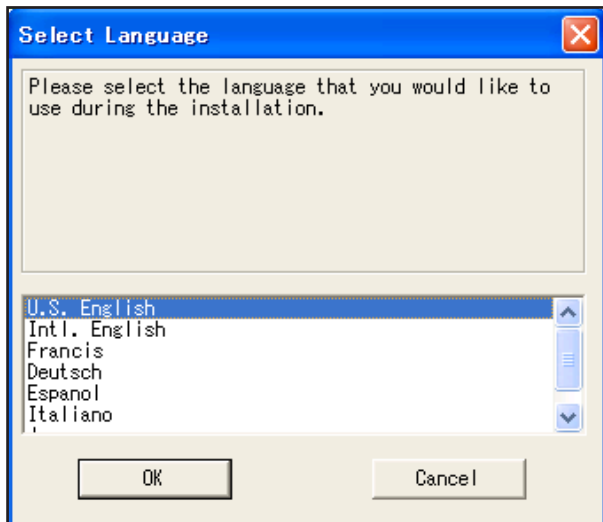 Select Language
Please select the language that you would like to
use during the installation.
U.S. English
Intl. English
Francis
Deutsch
Espanol
Italiano
OK
Cancel